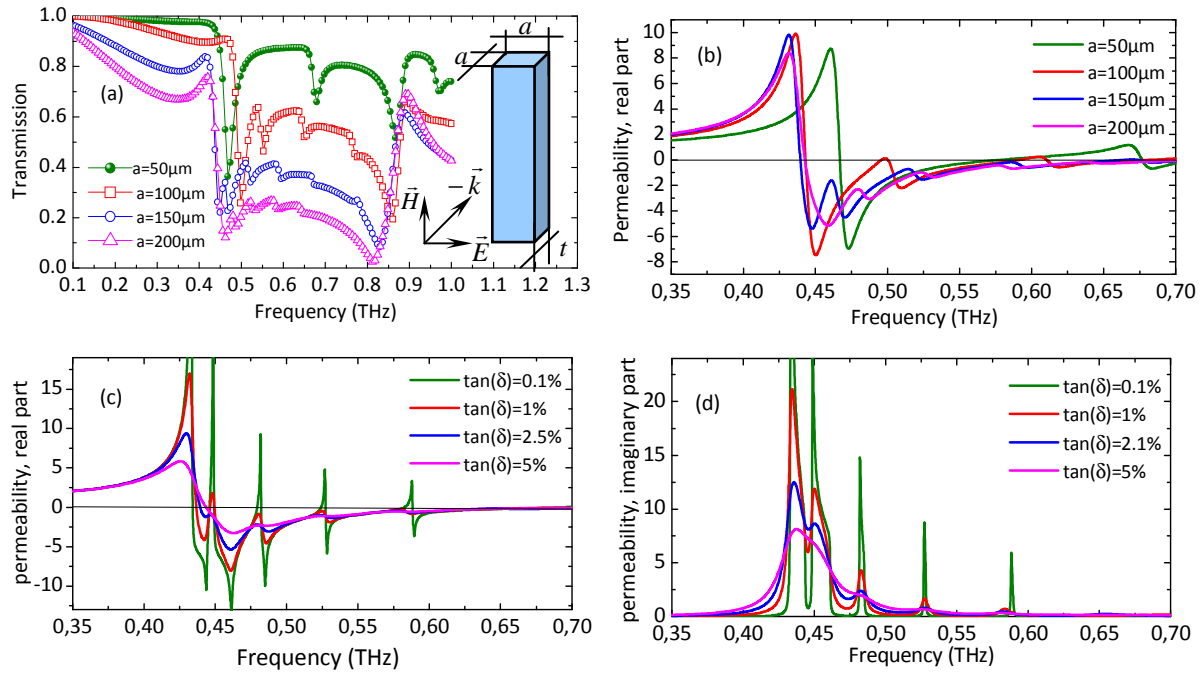 1.0
0.8
0.6
0.4
0.2
0.0
Transmission
(a)
a=50µm
a=100µm
a=150µm
a=200µm
a
a
t
H
−k
E
0.1 0.2 0.3 0.4 0.5 0.6 0.7 0.8 0.9 1.0 1.1 1.2 1.3
Frequency (THz)
10
8
6
4
2
0
-2
-4
-6
-8
Permeability, real part
(b)
a=50µm
a=100µm
a=150µm
a=200µm
0,35 0,40 0,45 0,50 0,55 0,60 0,65 0,70
Frequency (THz)
15
10
5
0
-5
-10
permeability, real part
(c)
tan(δ)=0.1%
tan(δ)=1%
tan(δ)=2.5%
tan(δ)=5%
0,35 0,40 0,45 0,50 0,55 0,60 0,65 0,70
Frequency (THz)
20
15
10
5
0
permeability, imaginary part
(d)
tan(δ)=0.1%
tan(δ)=1%
tan(δ)=2.1%
tan(δ)=5%
0,35 0,40 0,45 0,50 0,55 0,60 0,65 0,70
Frequency (THz)